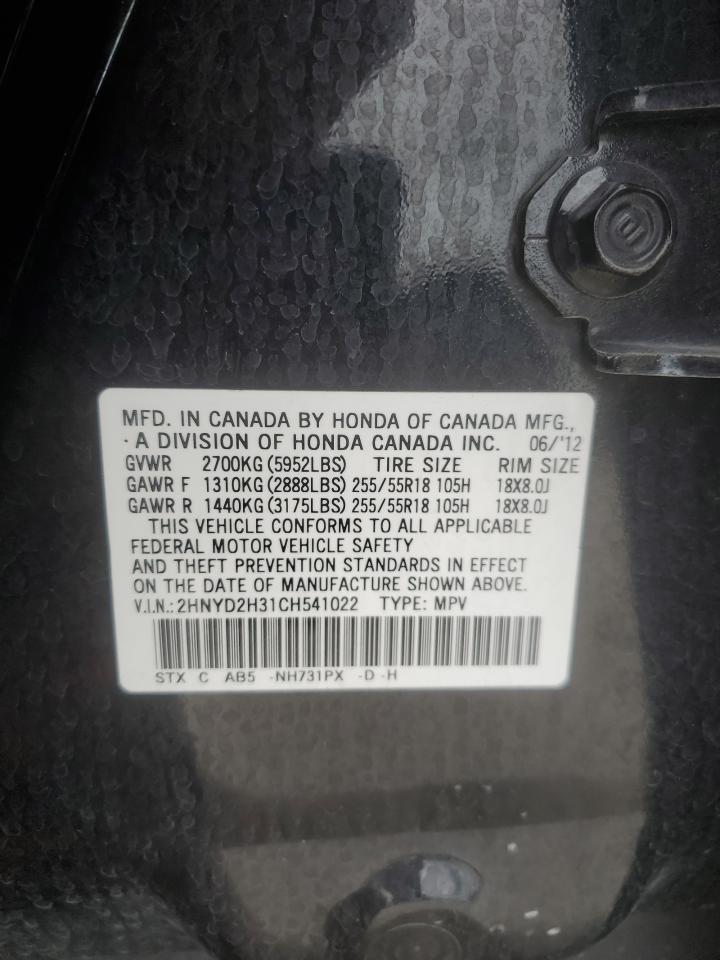 MFD. IN CANADA BY HONDA OF CANADA MFG.,
· A DIVISION OF HONDA CANADA INC. 06/'12
GVWR 2700KG (5952LBS) TIRE SIZE RIM SIZE
GAWR F 1310KG (2888LBS) 255/55R18 105H 18X8.0J
GAWR R 1440KG (3175LBS) 255/55R18 105H 18X8.0J
THIS VEHICLE CONFORMS TO ALL APPLICABLE
FEDERAL MOTOR VEHICLE SAFETY
AND THEFT PREVENTION STANDARDS IN EFFECT
ON THE DATE OF MANUFACTURE SHOWN ABOVE.
V.I.N.: 2HNYD2H31CH541022 TYPE: MPV
STX C AB5 -NH731PX -D -H